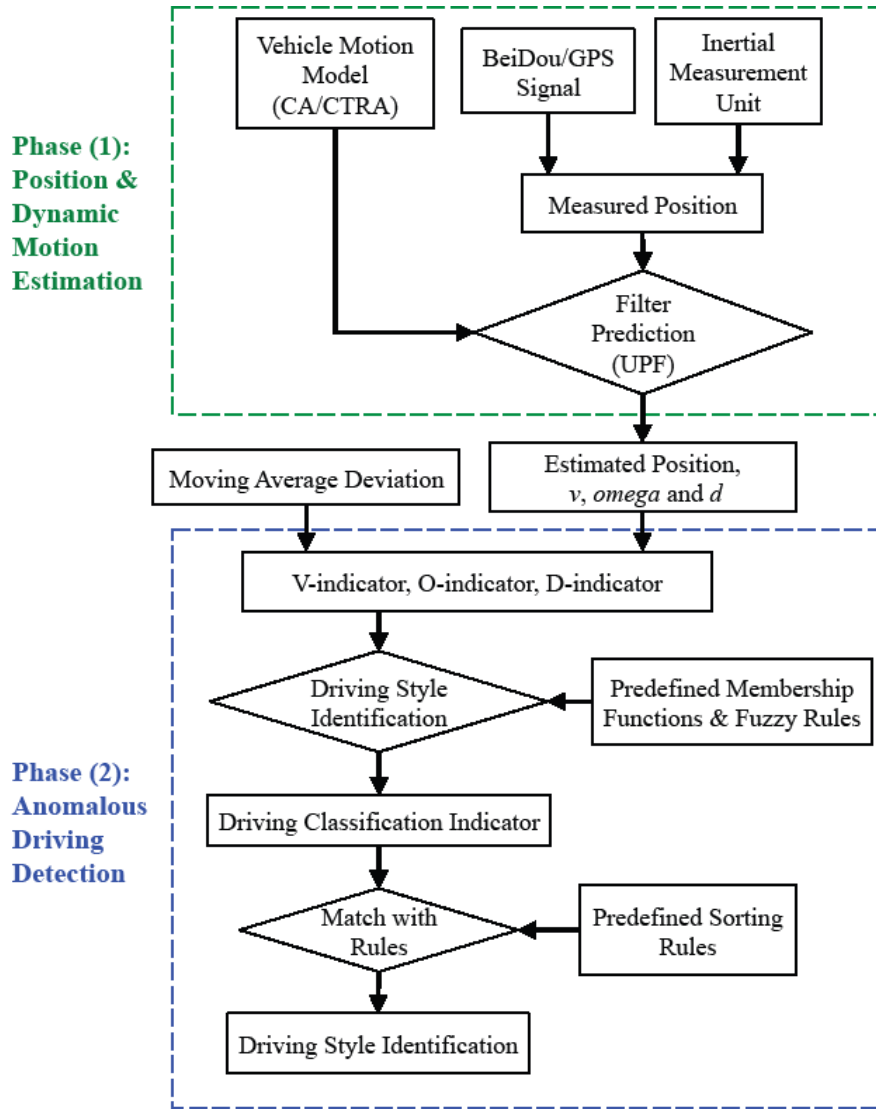 Vehicle Motion
Model
(CA/CTRA)
BeiDou/GPS
Signal
Inertial
Measurement
Unit
Phase (1):
Position &
Dynamic
Motion
Estimation
Measured Position
Filter
Prediction
(UPF)
Moving Average Deviation
Estimated Position,
v, omega and d
V-indicator, O-indicator, D-indicator
Driving Style
Identification
Predefined Membership
Functions & Fuzzy Rules
Phase (2):
Anomalous
Driving
Detection
Driving Classification Indicator
Match with
Rules
Predefined Sorting
Rules
Driving Style Identification